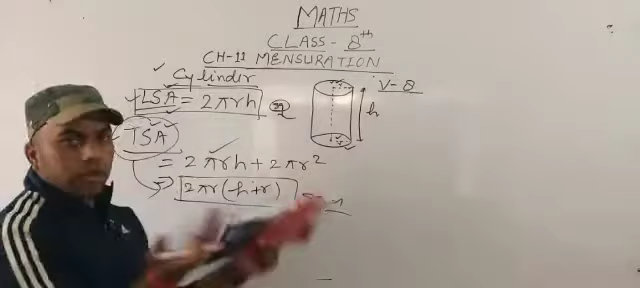 MATHS
CLASS - 8th
CH-11 MENSURATION
Cylinder
LSA = 2πrh
V-8
h
TSA
= 2πrh + 2πr²
2πr(h+r)